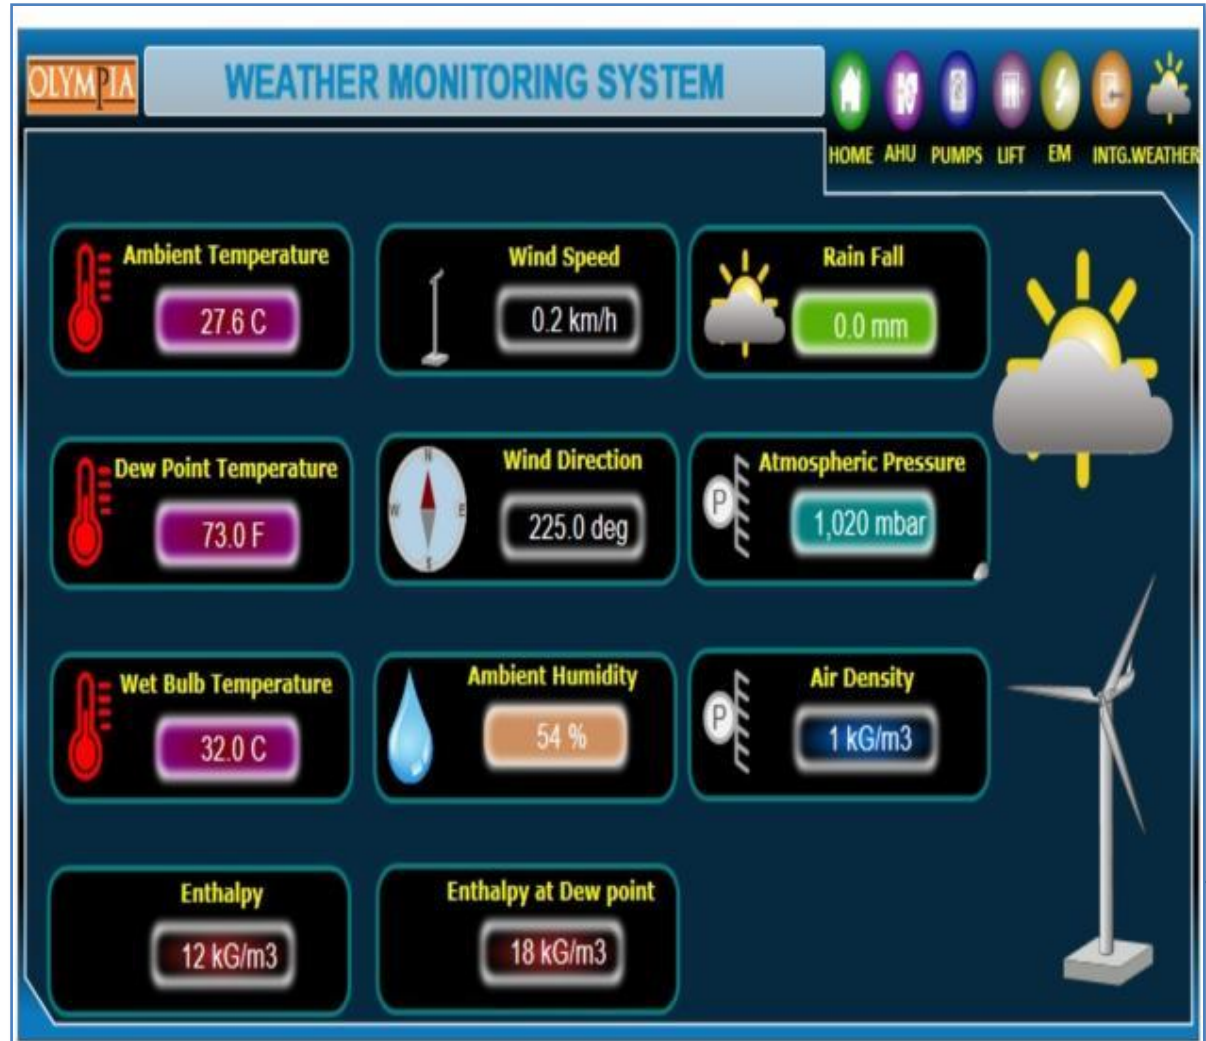 OLYMPIA
WEATHER MONITORING SYSTEM
HOME AHU PUMPS LIFT EM INTG. WEATHER
Ambient Temperature
27.6 C
Wind Speed
0.2 km/h
Rain Fall
0.0 mm
Dew Point Temperature
73.0 F
N
W E
S
Wind Direction
225.0 deg
P
Atmospheric Pressure
1,020 mbar
Wet Bulb Temperature
32.0 C
Ambient Humidity
54 %
P
Air Density
1 kG/m3
Enthalpy
12 kG/m3
Enthalpy at Dew point
18 kG/m3